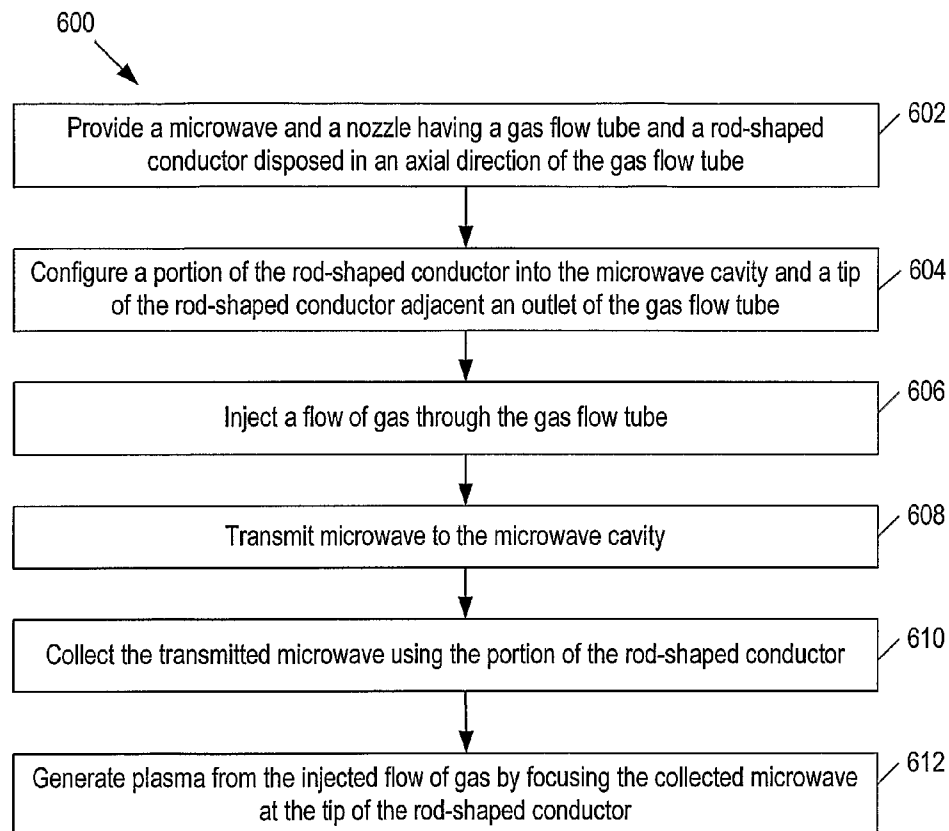 600
Provide a microwave and a nozzle having a gas flow tube and a rod-shaped
conductor disposed in an axial direction of the gas flow tube
602
Configure a portion of the rod-shaped conductor into the microwave cavity and a tip
of the rod-shaped conductor adjacent an outlet of the gas flow tube
604
Inject a flow of gas through the gas flow tube
606
Transmit microwave to the microwave cavity
608
Collect the transmitted microwave using the portion of the rod-shaped conductor
610
Generate plasma from the injected flow of gas by focusing the collected microwave
at the tip of the rod-shaped conductor
612